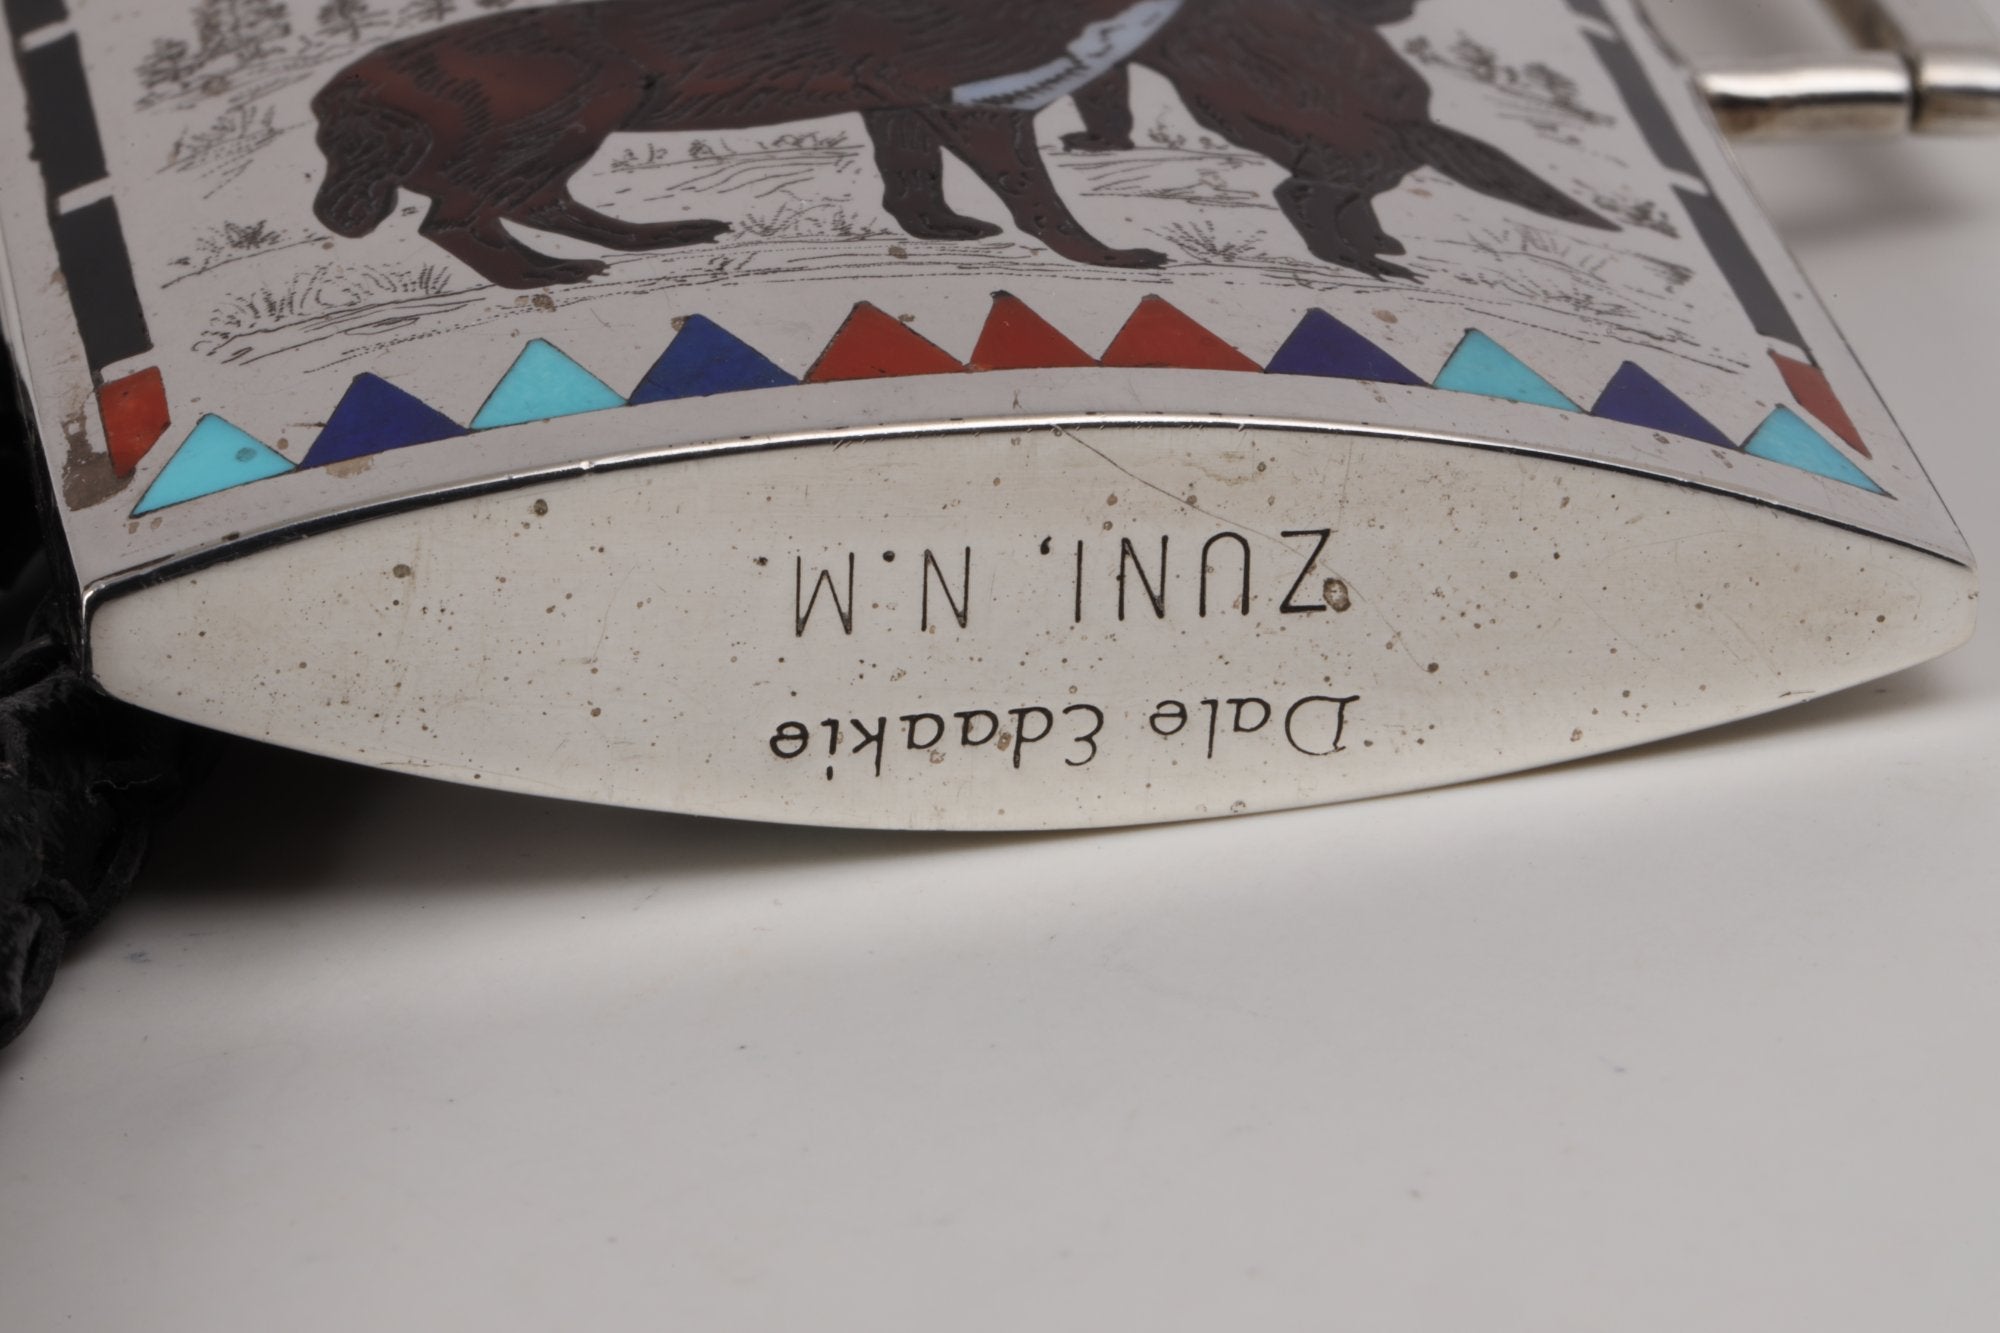 Dale Edaakie
ZUNI, N.M.